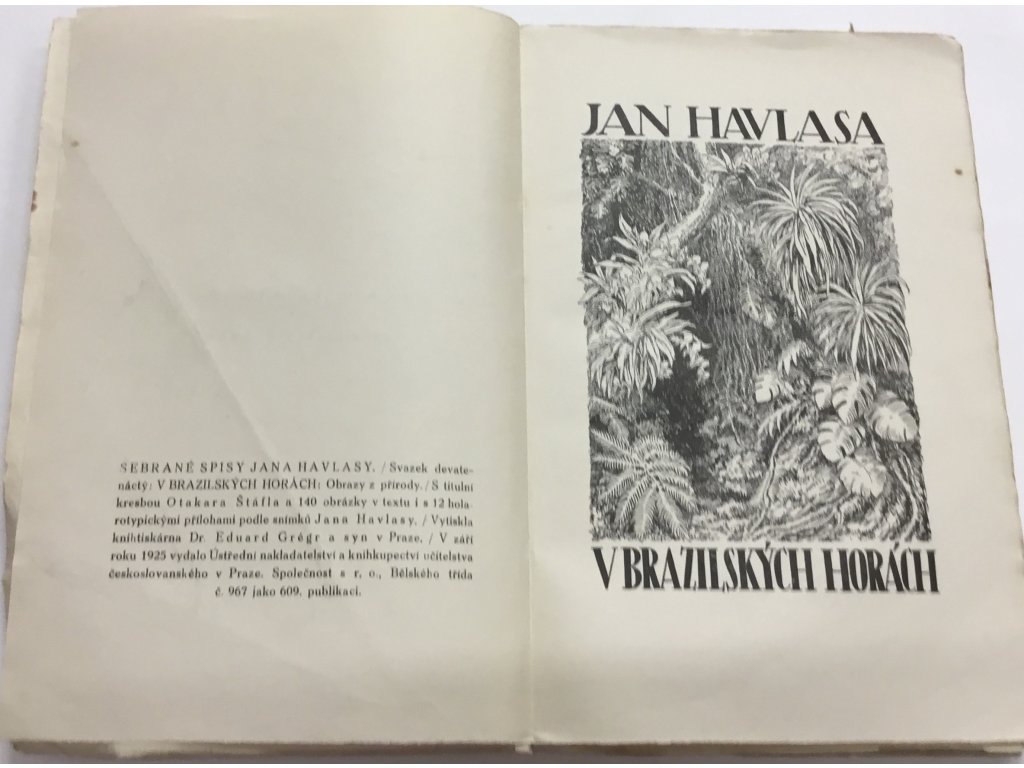 SEBRANÉ SPISY JANA HAVLASY. / Svazek devate-
náctý: V BRAZILSKÝCH HORÁCH: Obrazy z přírody. / S titulní
kresbou Otakara Štáfla a 140 obrázky v textu i s 12 hola-
rotypickými přílohami podle snímků Jana Havlasy. / Vytiskla
knihtiskárna Dr. Eduard Grégr a syn v Praze. / V září
roku 1925 vydalo Ústřední nakladatelství a knihkupectví učitelstva
československého v Praze. Společnost s r. o., Bělského třída
č. 967 jako 609. publikaci.
JAN HAVLASA
V BRAZILSKÝCH HORÁCH